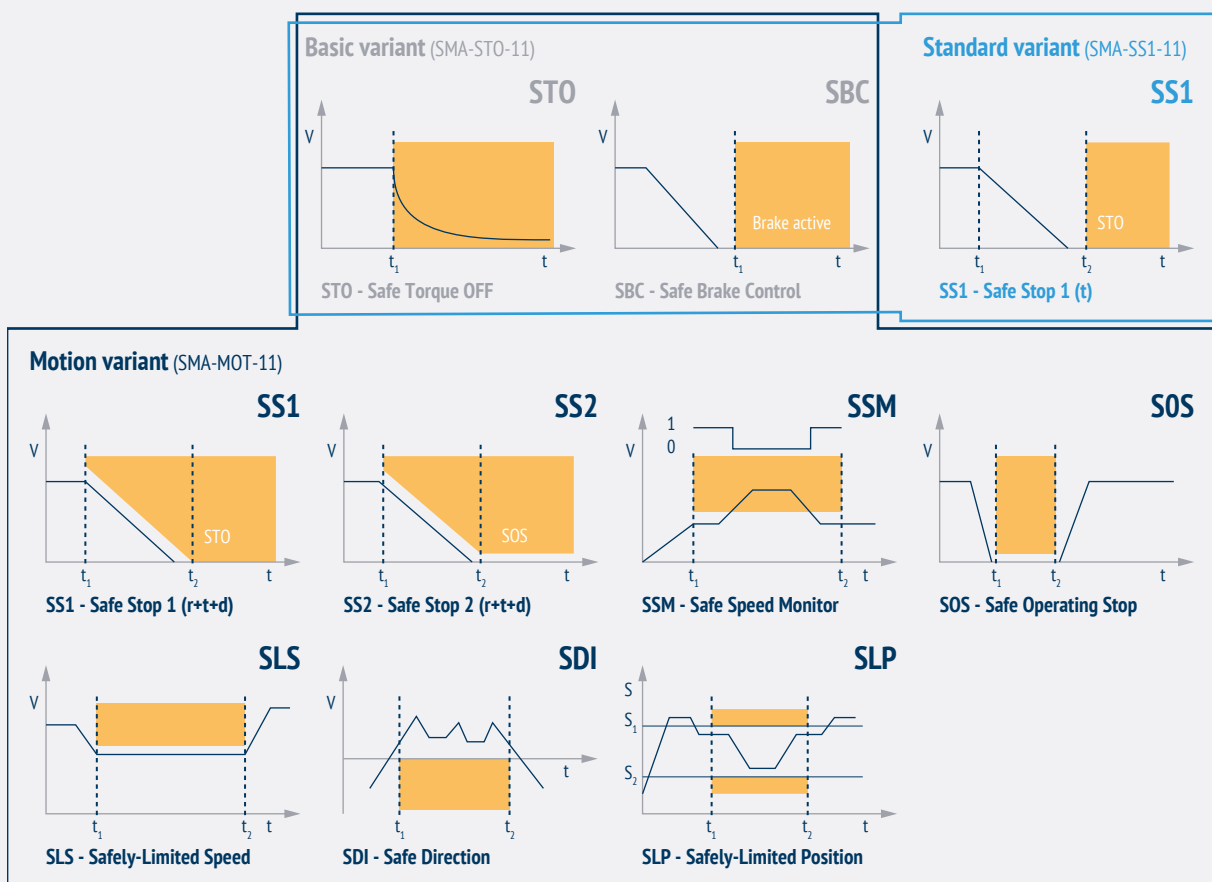 Basic variant (SMA-STO-11)
STO
V
t1
t
STO - Safe Torque OFF
SBC
V
Brake active
t1
t
SBC - Safe Brake Control
Standard variant (SMA-SS1-11)
SS1
V
STO
t1
t2
t
SS1 - Safe Stop 1 (t)
Motion variant (SMA-MOT-11)
SS1
V
STO
t1
t2
t
SS1 - Safe Stop 1 (r+t+d)
SS2
V
SOS
t1
t2
t
SS2 - Safe Stop 2 (r+t+d)
SSM
1
0
V
t1
t2
t
SSM - Safe Speed Monitor
SOS
V
t1
t2
t
SOS - Safe Operating Stop
SLS
V
t1
t2
t
SLS - Safely-Limited Speed
SDI
V
t
t1
t2
SDI - Safe Direction
SLP
S
S1
S2
t1
t2
t
SLP - Safely-Limited Position